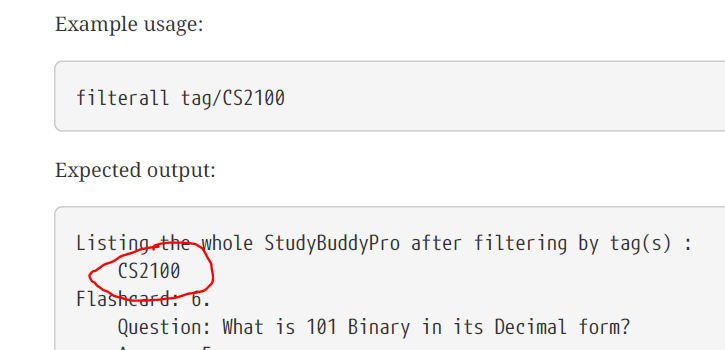 Example usage:
filterall tag/CS2100
Expected output:
Listing the whole StudyBuddyPro after filtering by tag(s) :
CS2100
Flashcard: 6.
Question: What is 101 Binary in its Decimal form?